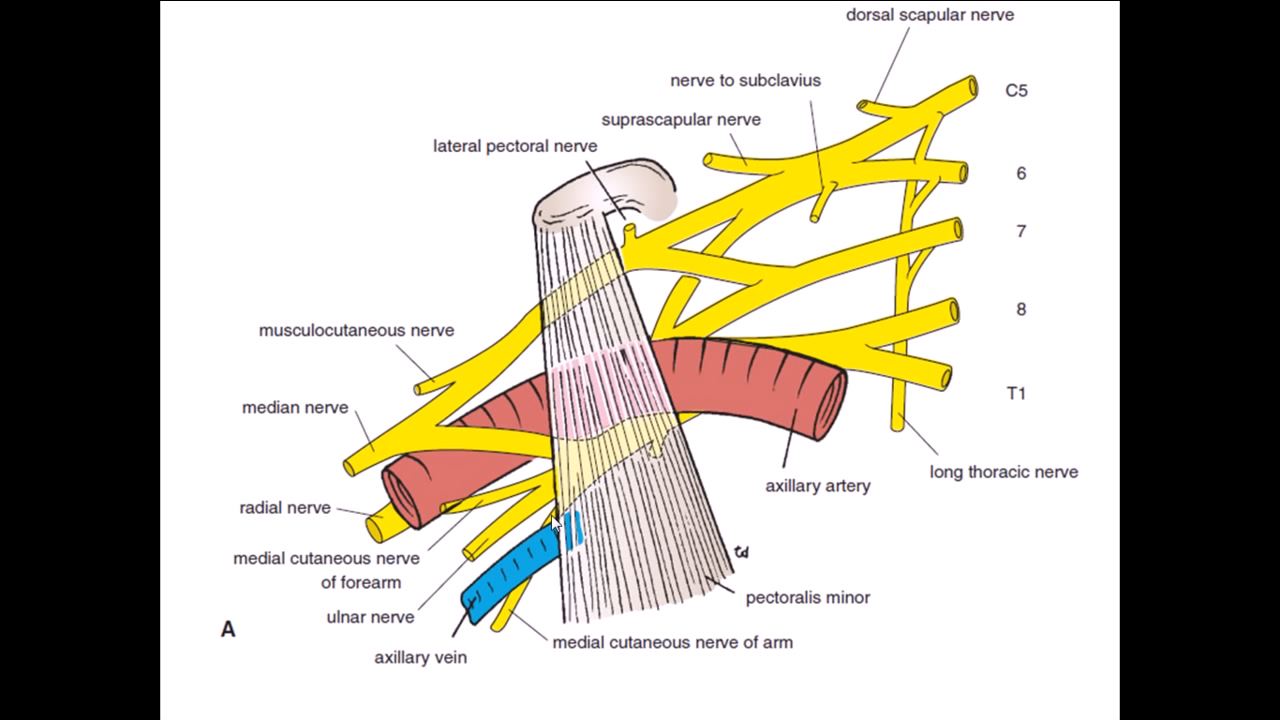 dorsal scapular nerve
nerve to subclavius
C5
suprascapular nerve
lateral pectoral nerve
6
7
8
musculocutaneous nerve
median nerve
T1
long thoracic nerve
axillary artery
radial nerve
medial cutaneous nerve
of forearm
td
pectoralis minor
ulnar nerve
A
medial cutaneous nerve of arm
axillary vein